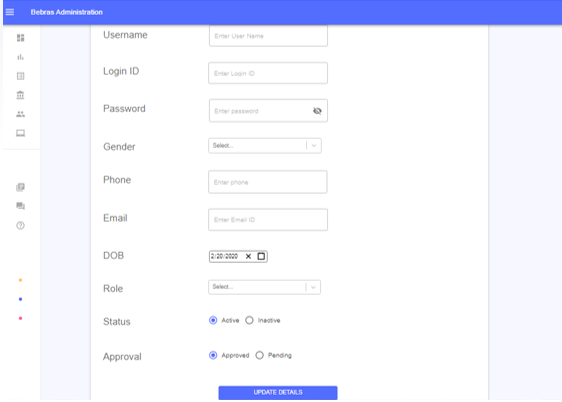 Bebras Administration
Username Enter User Name
Login ID Enter Login ID
Password Enter password
Gender Select...
Phone Enter phone
Email Enter Email ID
DOB 2/20/2020
Role Select...
Status Active Inactive
Approval Approved Pending
UPDATE DETAILS